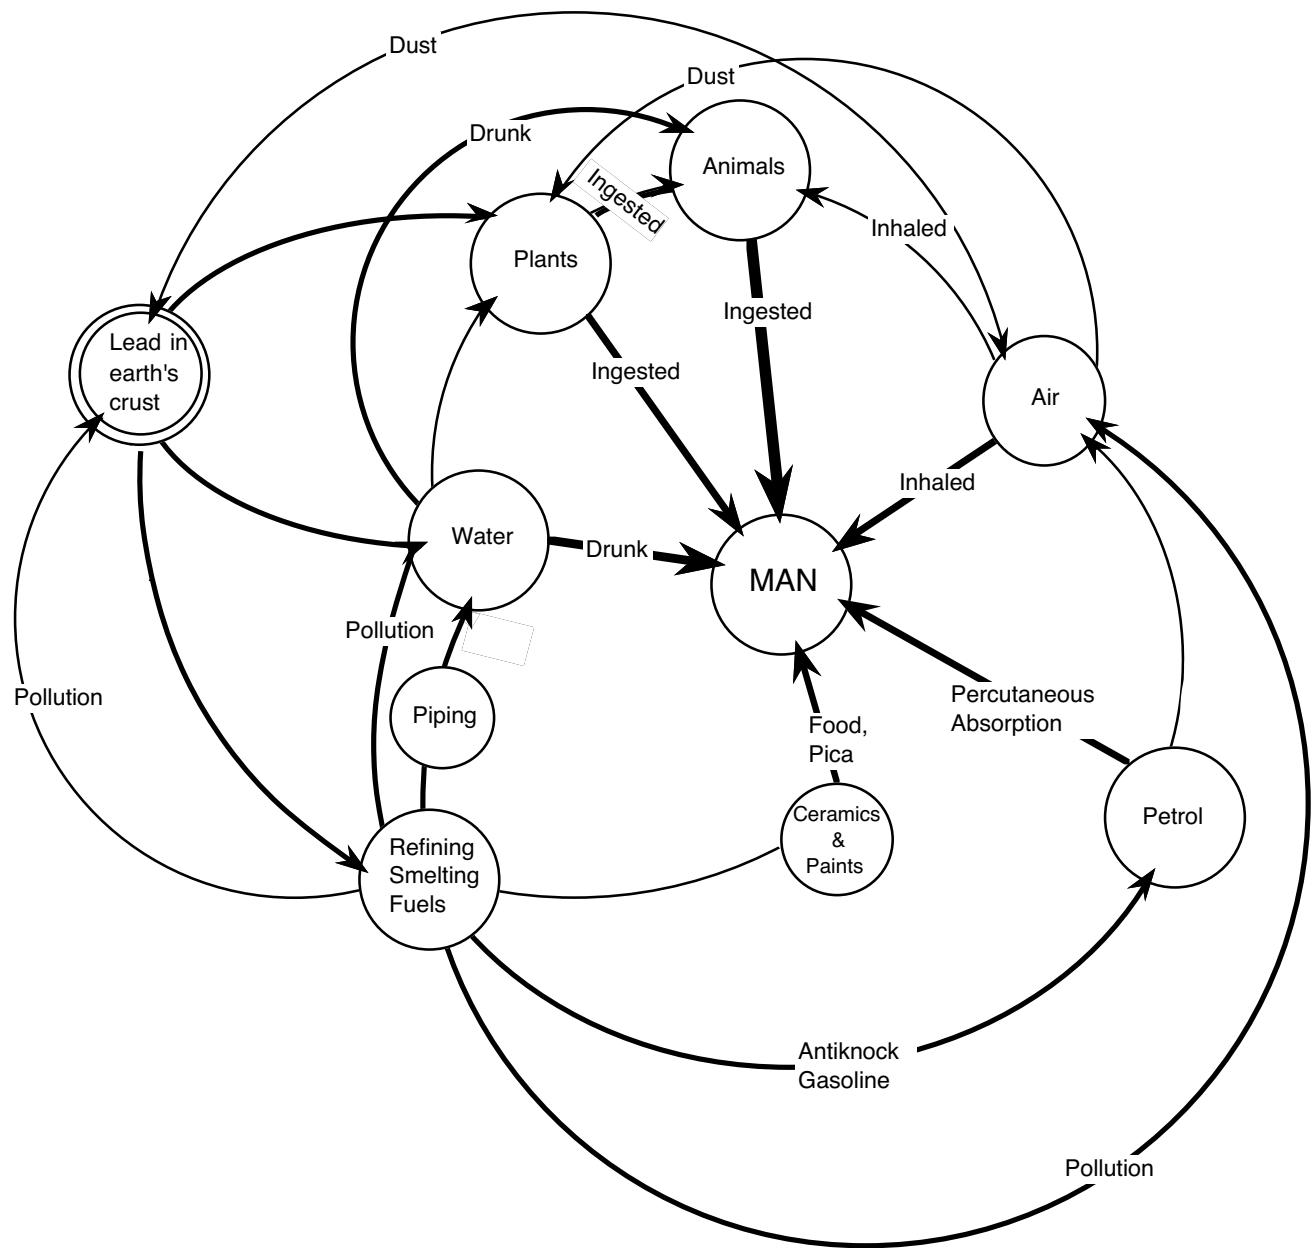 Dust
Dust
Drunk
Animals
Ingested
Inhaled
Plants
Ingested
Lead in
earth's
crust
Ingested
Air
Inhaled
Water
Drunk
MAN
Pollution
Pollution
Piping
Percutaneous
Absorption
Food,
Pica
Ceramics
&
Paints
Petrol
Refining
Smelting
Fuels
Antiknock
Gasoline
Pollution